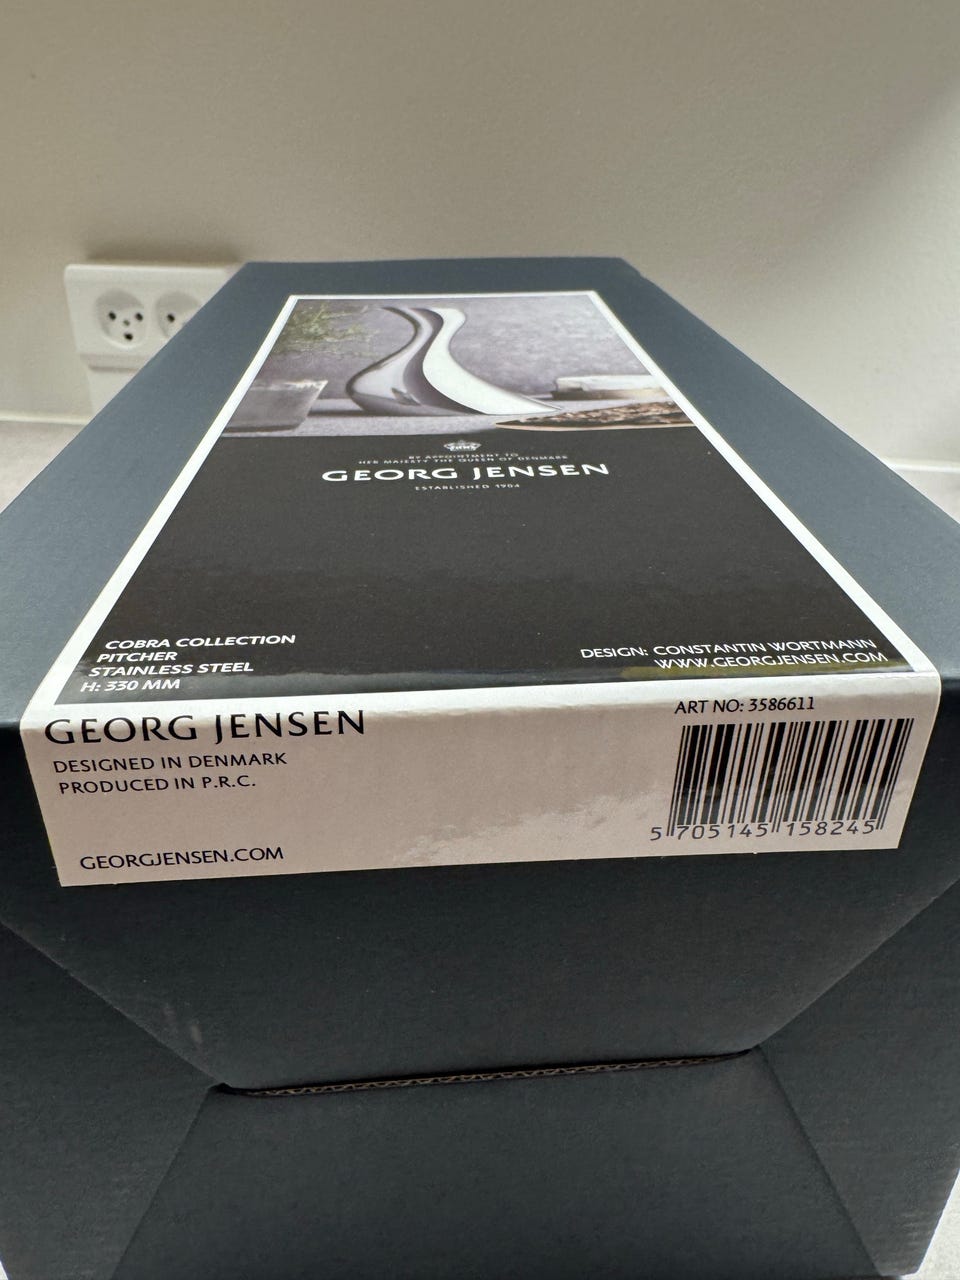 BY APPOINTMENT TO
HER MAJESTY THE QUEEN OF DENMARK
GEORG JENSEN
ESTABLISHED 1904
COBRA COLLECTION
PITCHER
STAINLESS STEEL
H: 330 MM
DESIGN: CONSTANTIN WORTMANN
WWW.GEORGJENSEN.COM
GEORG JENSEN
DESIGNED IN DENMARK
PRODUCED IN P.R.C.
GEORGJENSEN.COM
ART NO: 3586611
5 705145 158245